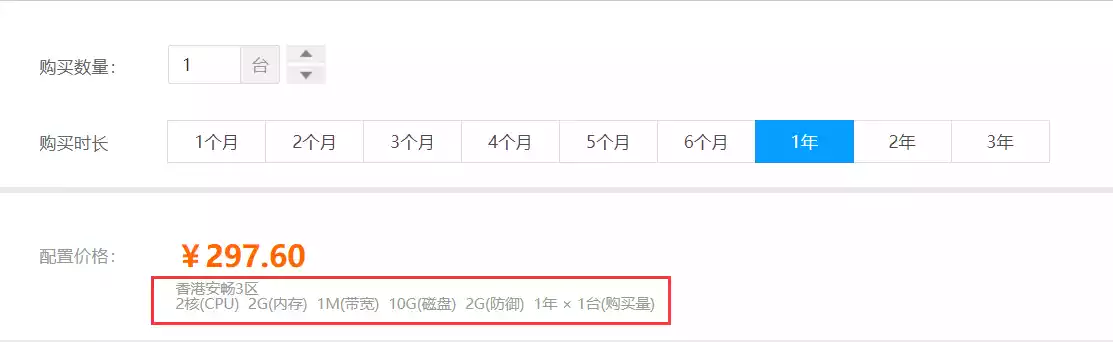 购买数量： 1 台
购买时长 1个月 2个月 3个月 4个月 5个月 6个月 1年 2年 3年
配置价格： ￥297.60
香港安畅3区
2核(CPU) 2G(内存) 1M(带宽) 10G(磁盘) 2G(防御) 1年 × 1台(购买量)